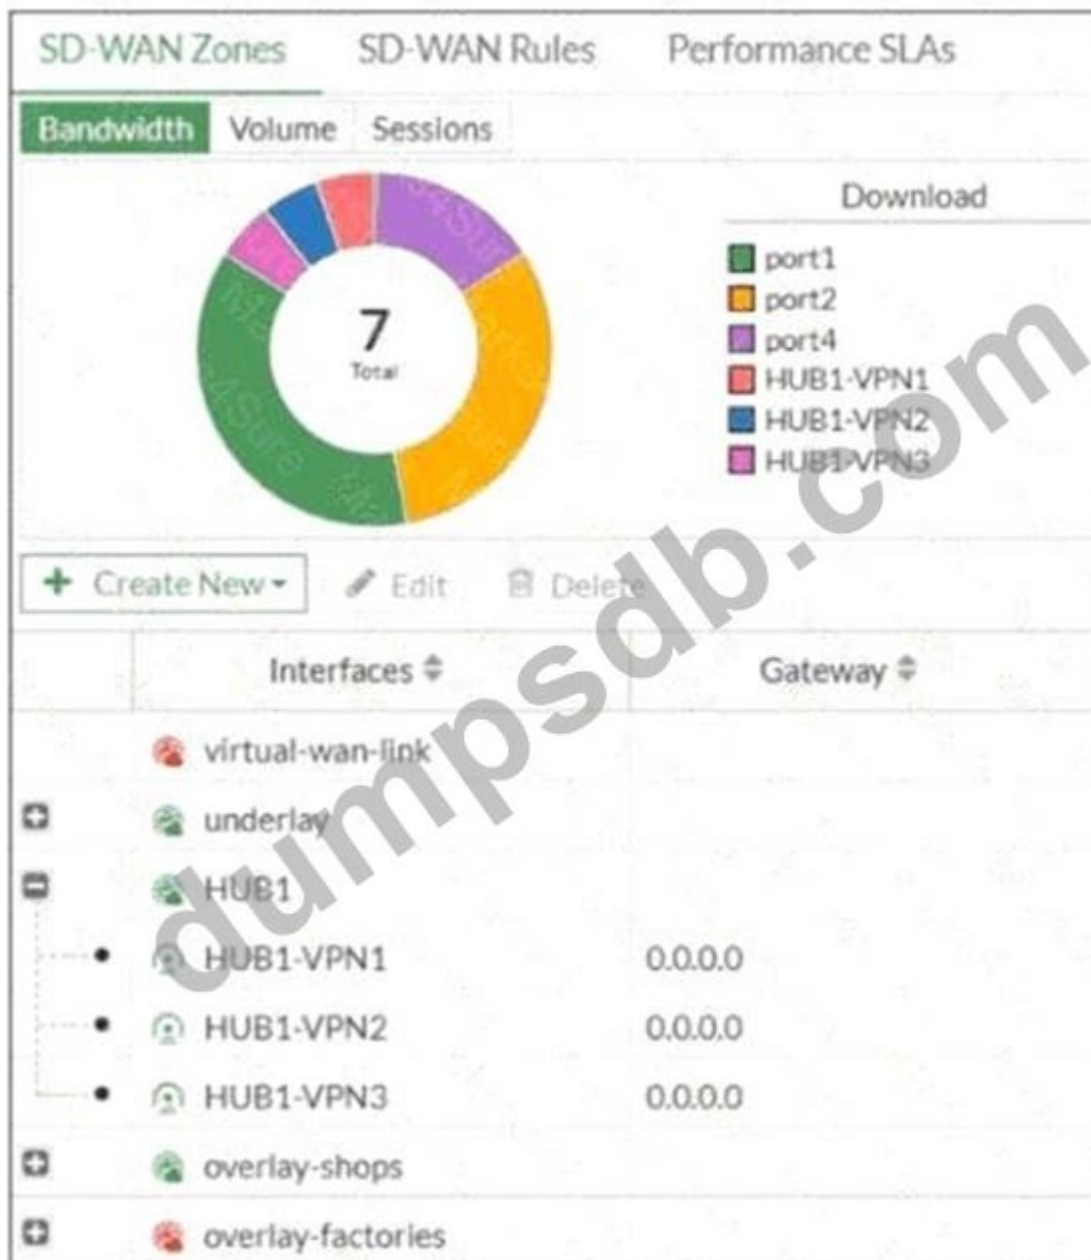 SD-WAN Zones SD-WAN Rules Performance SLAs
Bandwidth Volume Sessions
Download
port1
port2
port4
HUB1-VPN1
HUB1-VPN2
HUB1-VPN3
7
Total
+ Create New Edit Delete
Interfaces Gateway
virtual-wan-link
underlay
HUB1
HUB1-VPN1 0.0.0.0
HUB1-VPN2 0.0.0.0
HUB1-VPN3 0.0.0.0
overlay-shops
overlay-factories
dumpsdb.com